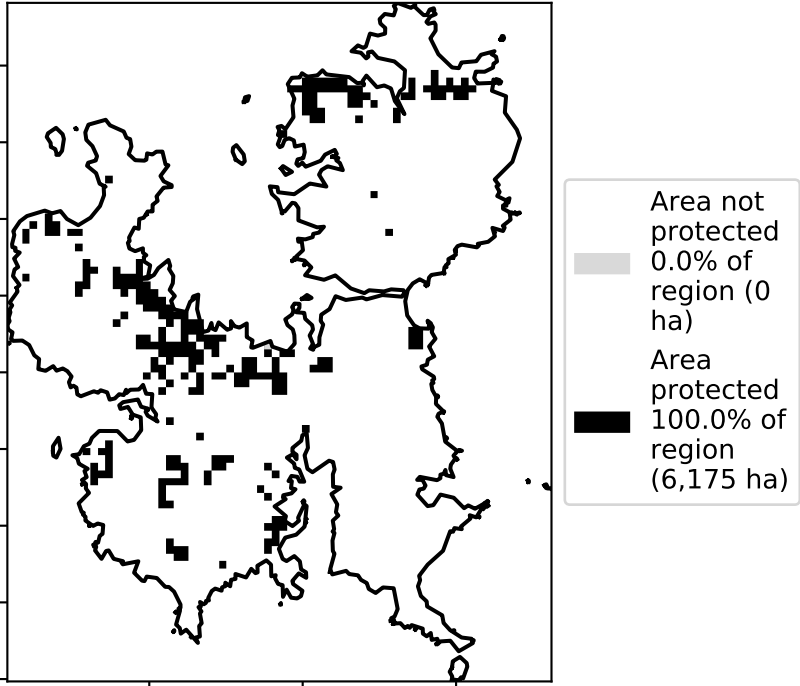 Area not
protected
0.0% of
region (0
ha)
Area
protected
100.0% of
region
(6,175 ha)